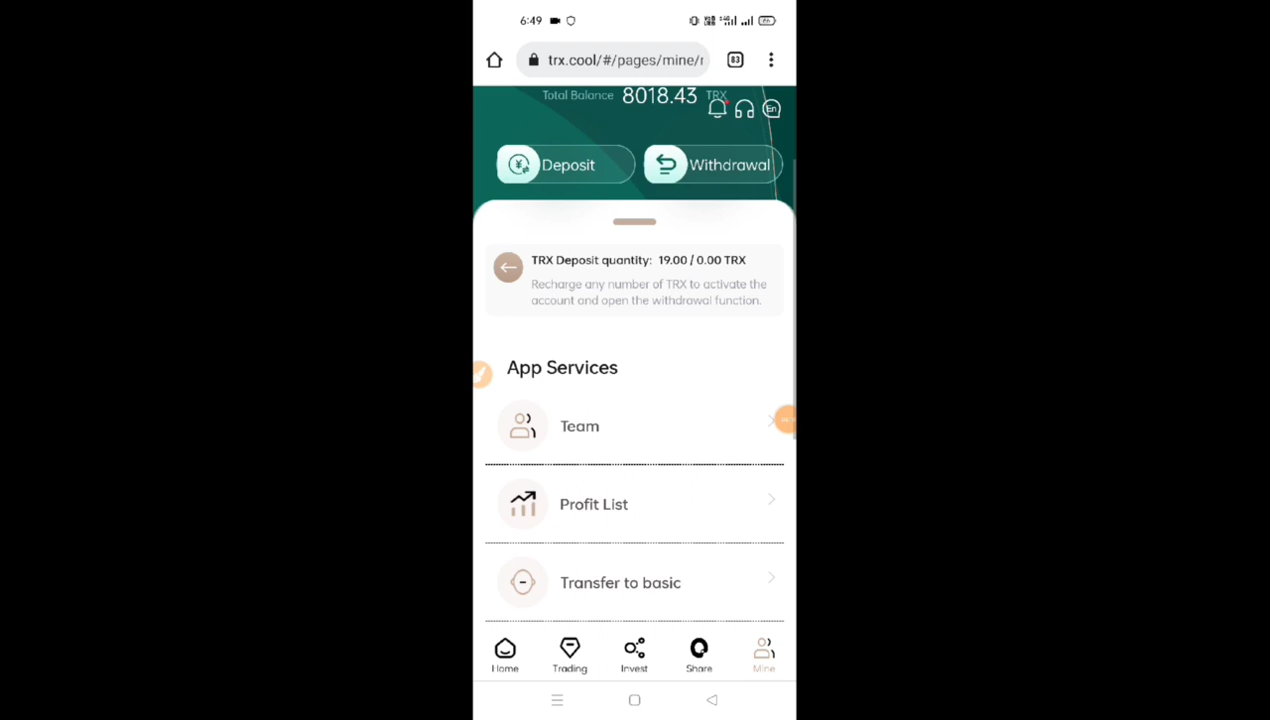 6:49
trx.cool/#/pages/mine/r
83
Total Balance 8018.43 TRX
En
Deposit
Withdrawal
TRX Deposit quantity: 19.00 / 0.00 TRX
Recharge any number of TRX to activate the
account and open the withdrawal function.
App Services
Team
Profit List
Transfer to basic
Home
Trading
Invest
Share
Mine